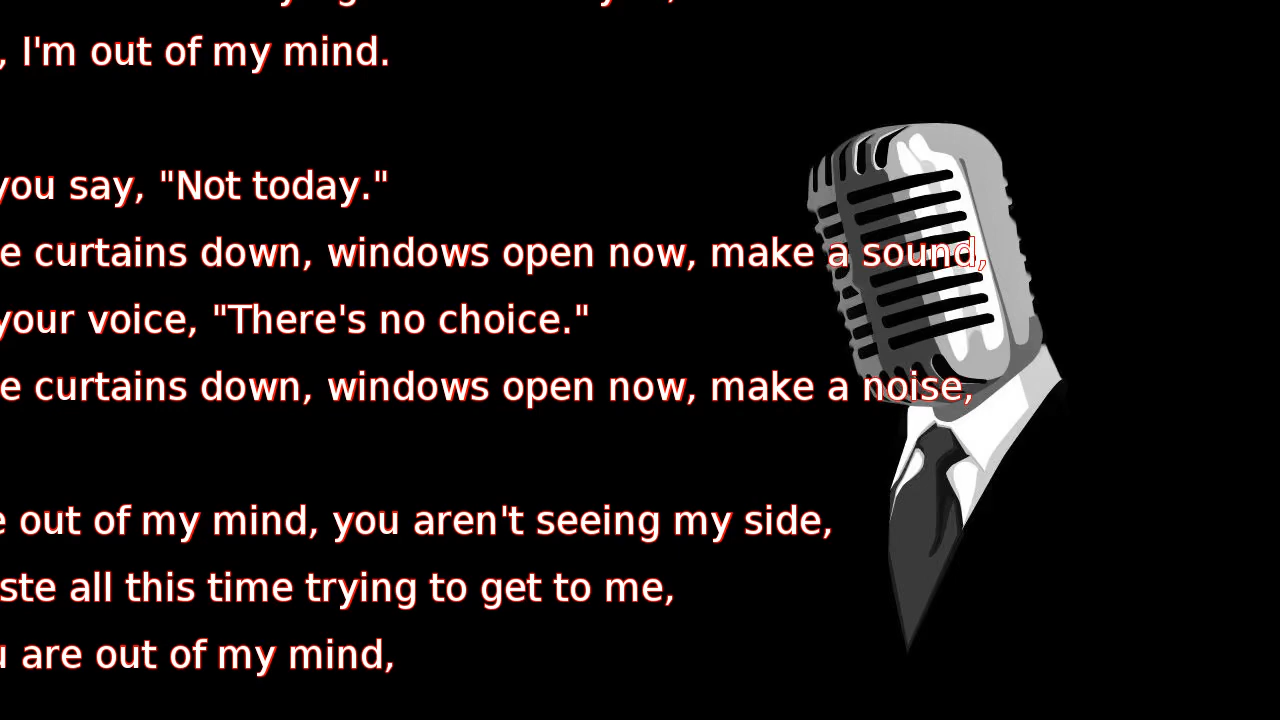 , I'm out of my mind.
you say, "Not today."
e curtains down, windows open now, make a sound,
your voice, "There's no choice."
e curtains down, windows open now, make a noise,
e out of my mind, you aren't seeing my side,
ste all this time trying to get to me,
u are out of my mind,